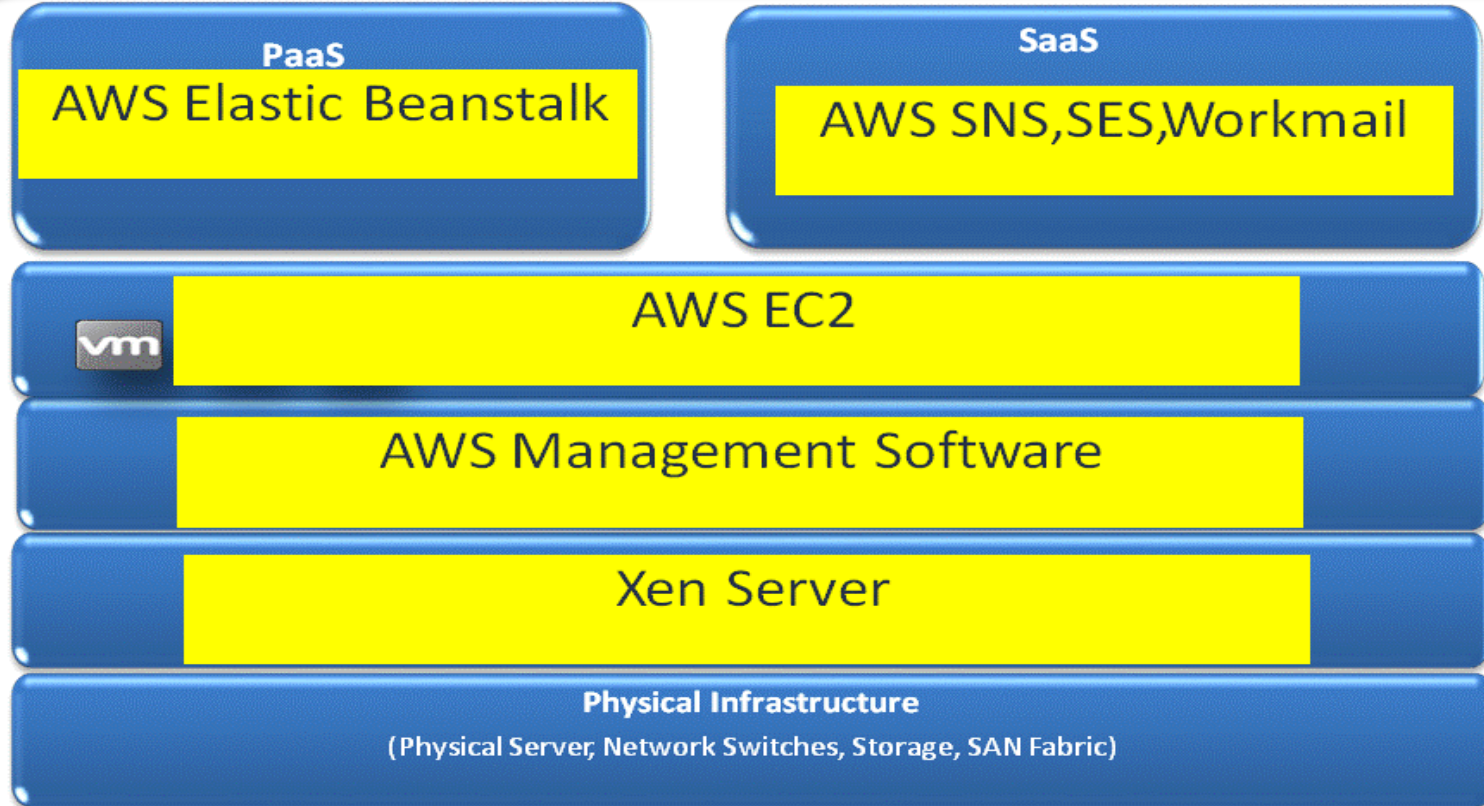 PaaS
AWS Elastic Beanstalk
SaaS
AWS SNS,SES,Workmail
vm
AWS EC2
AWS Management Software
Xen Server
Physical Infrastructure
(Physical Server, Network Switches, Storage, SAN Fabric)